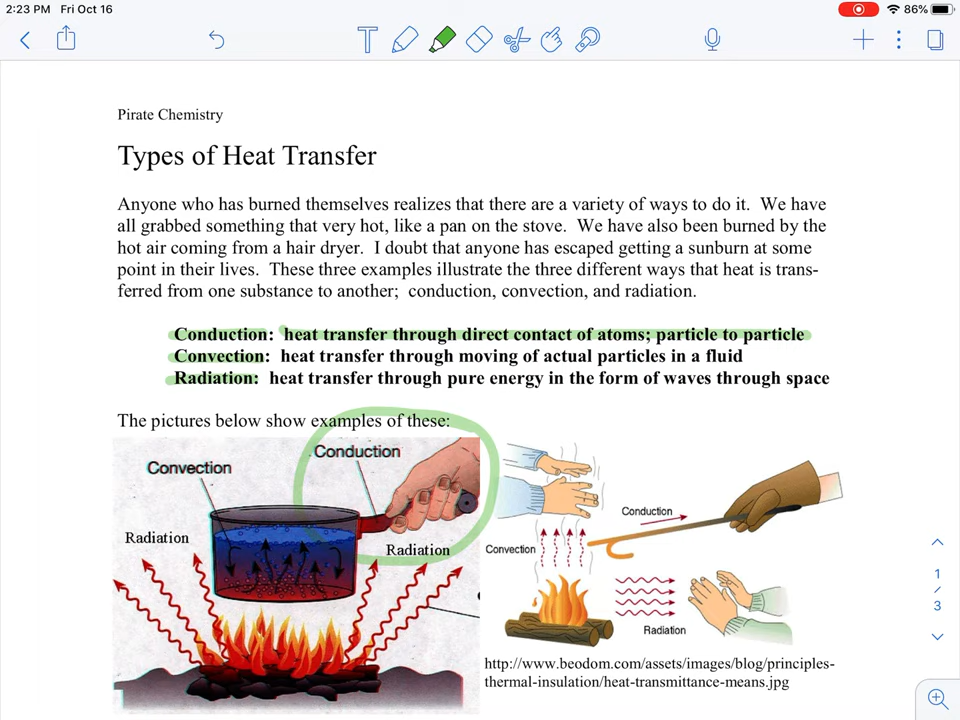 2:23 PM Fri Oct 16
86%
Pirate Chemistry
Types of Heat Transfer
Anyone who has burned themselves realizes that there are a variety of ways to do it. We have
all grabbed something that very hot, like a pan on the stove. We have also been burned by the
hot air coming from a hair dryer. I doubt that anyone has escaped getting a sunburn at some
point in their lives. These three examples illustrate the three different ways that heat is trans-
ferred from one substance to another; conduction, convection, and radiation.
Conduction: heat transfer through direct contact of atoms; particle to particle
Convection: heat transfer through moving of actual particles in a fluid
Radiation: heat transfer through pure energy in the form of waves through space
The pictures below show examples of these:
Conduction
Convection
Radiation
Radiation
Conduction
Convection
Radiation
http://www.beodom.com/assets/images/blog/principles-
thermal-insulation/heat-transmittance-means.jpg
1
/
3